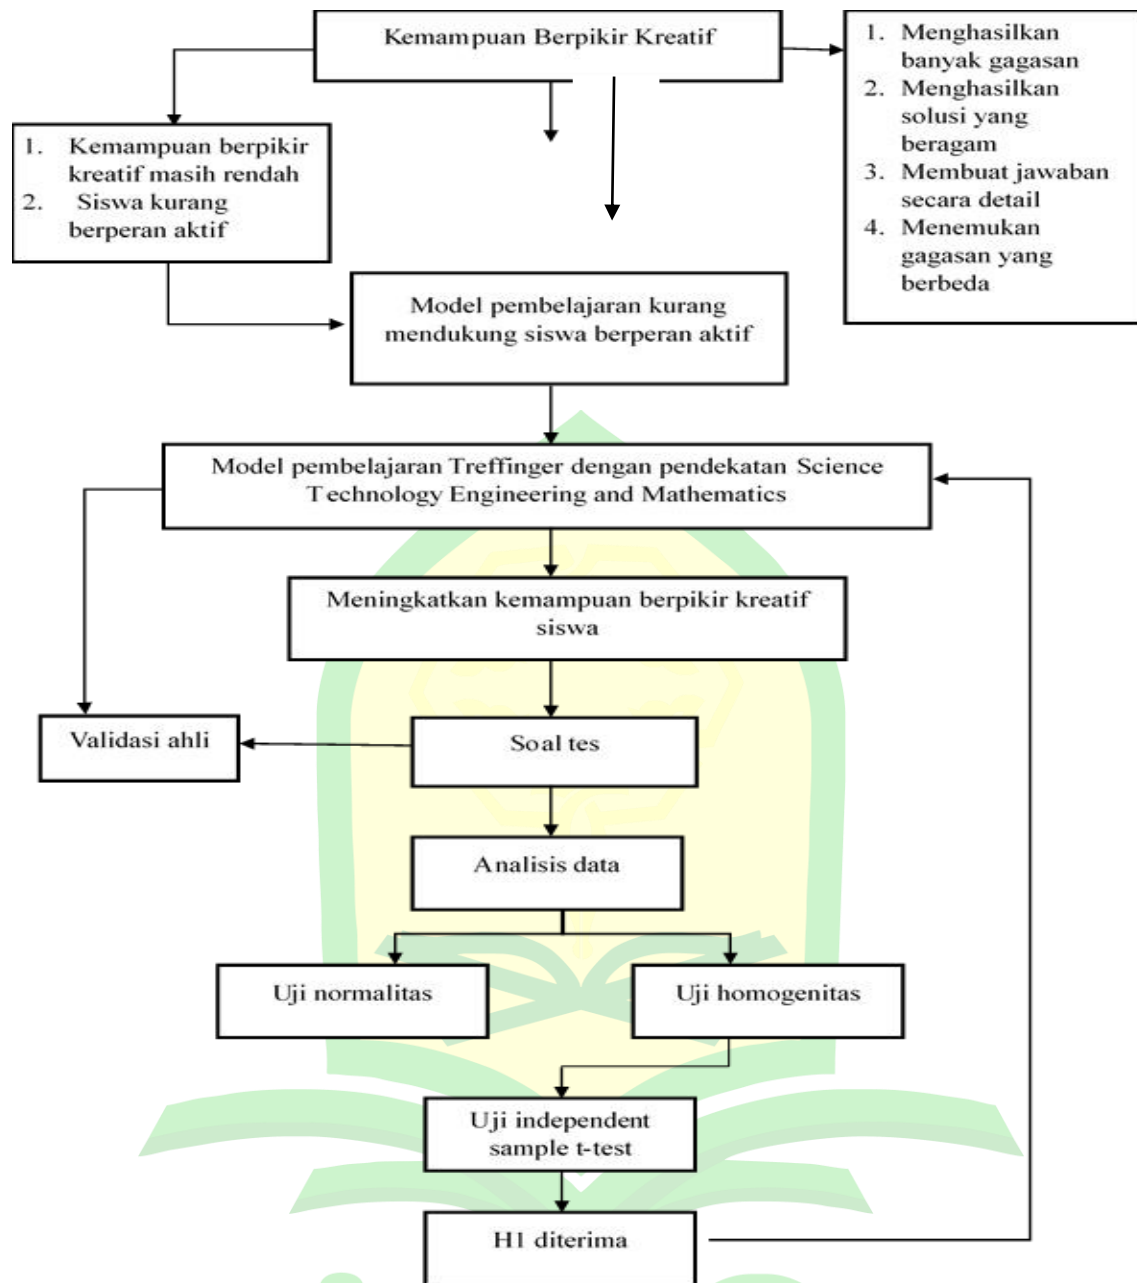 Kemampuan Berpikir Kreatif
1. Menghasilkan
banyak gagasan
2. Menghasilkan
solusi yang
beragam
3. Membuat jawaban
secara detail
4. Menemukan
gagasan yang
berbeda
1. Kemampuan berpikir
kreatif masih rendah
2. Siswa kurang
berperan aktif
Model pembelajaran kurang
mendukung siswa berperan aktif
Model pembelajaran Treffinger dengan pendekatan Science
Technology Engineering and Mathematics
Meningkatkan kemampuan berpikir kreatif
siswa
Validasi ahli
Soal tes
Analisis data
Uji normalitas
Uji homogenitas
Uji independent
sample t-test
H1 diterima